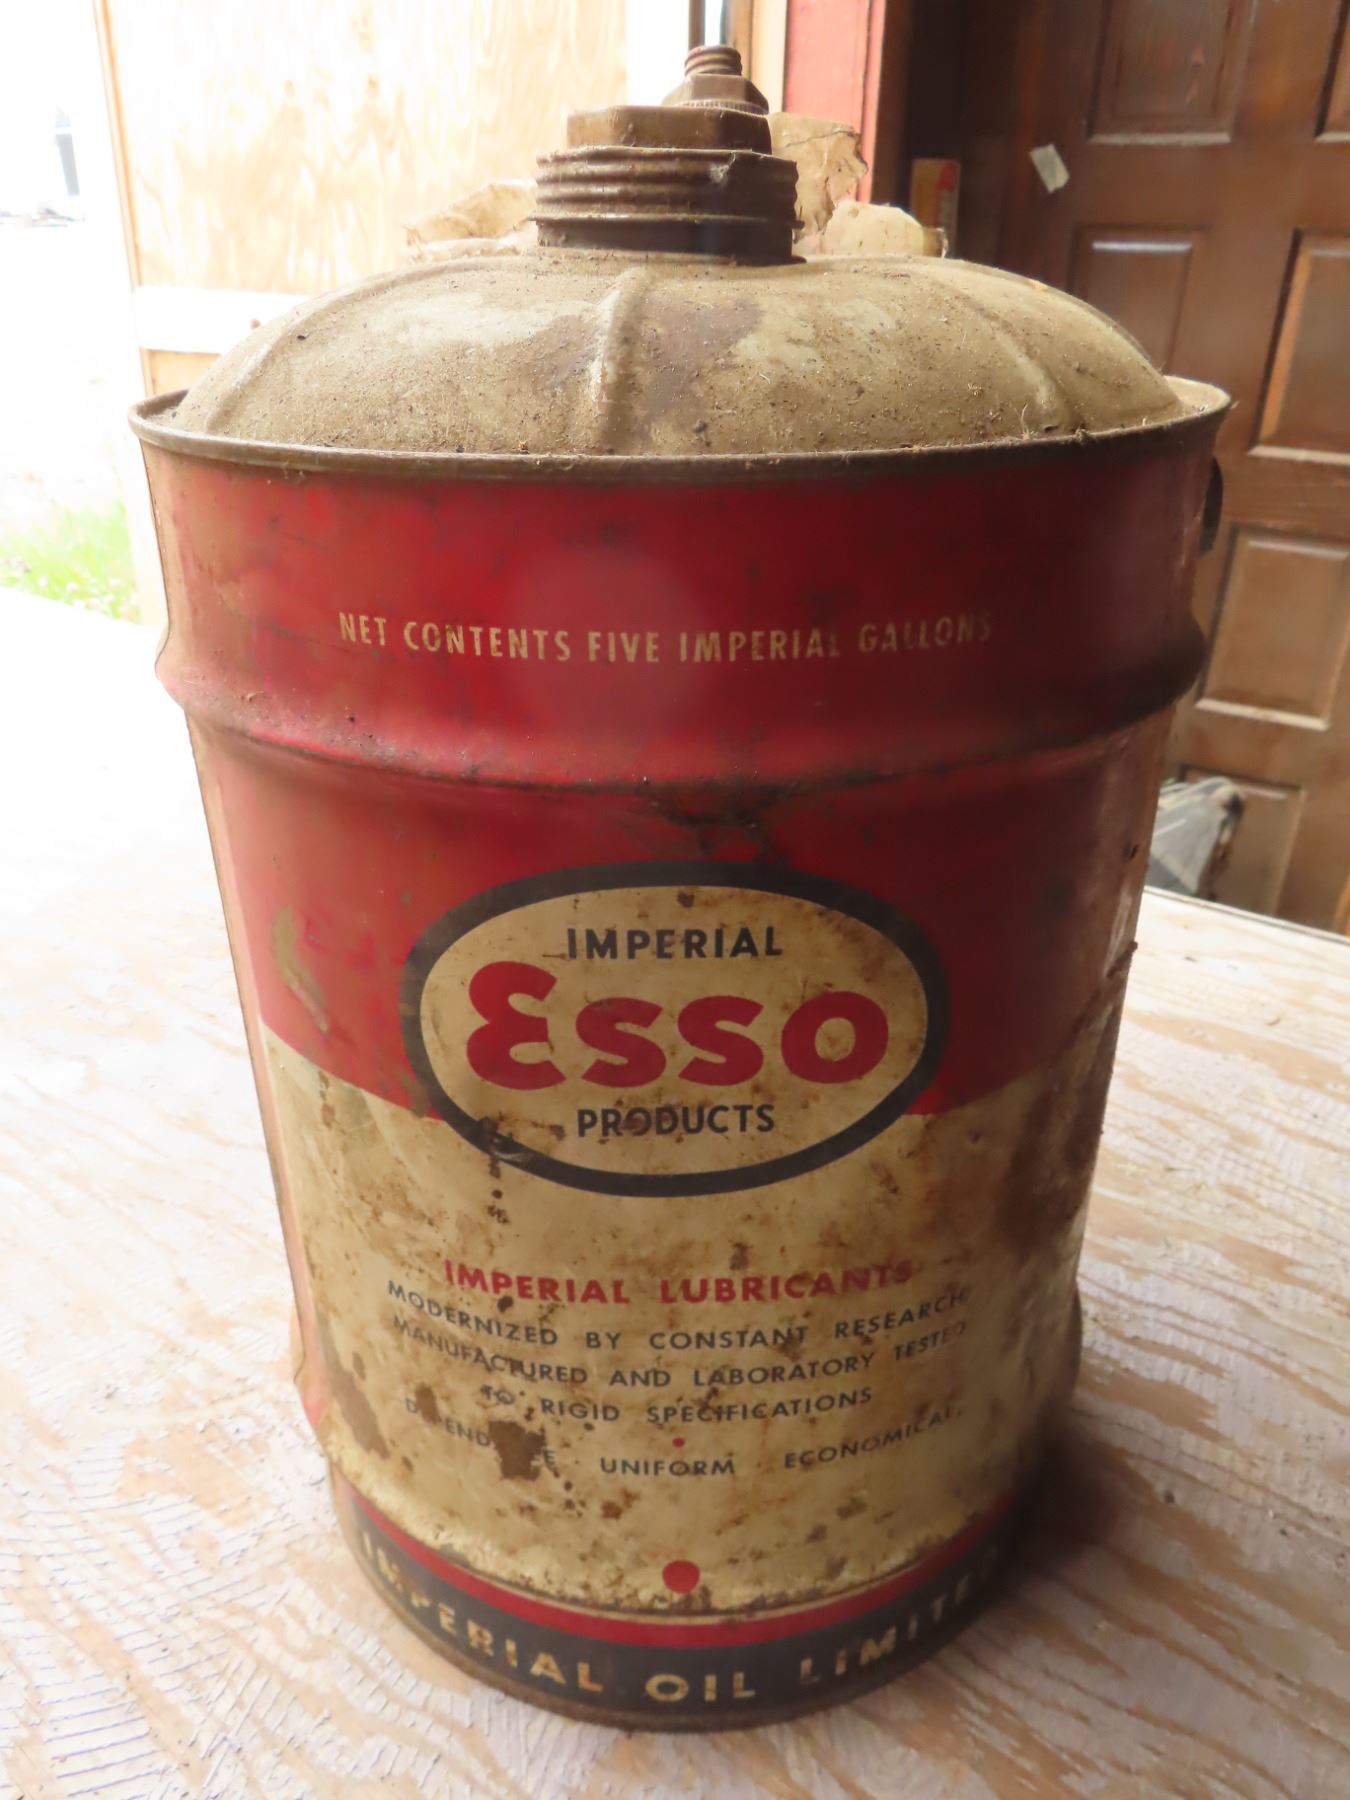 NET CONTENTS FIVE IMPERIAL GALLONS
IMPERIAL
Esso
PRODUCTS
IMPERIAL LUBRICANTS
MODERNIZED BY CONSTANT RESEARCH
MANUFACTURED AND LABORATORY TESTED
TO RIGID SPECIFICATIONS
UNIFORM ECONOMICAL
IMPERIAL OIL LIMITED